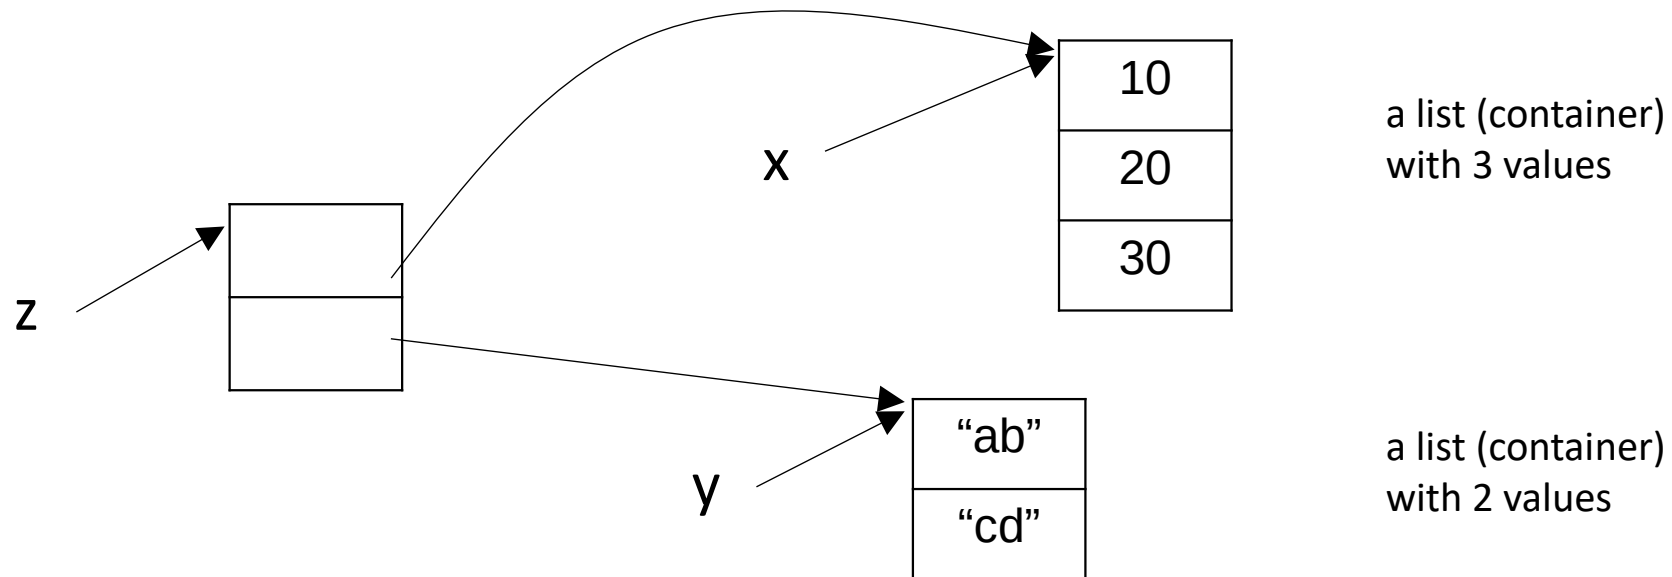 10
a list (container)
with 3 values
x
20
30
z
“ab”
a list (container)
with 2 values
y
“cd”